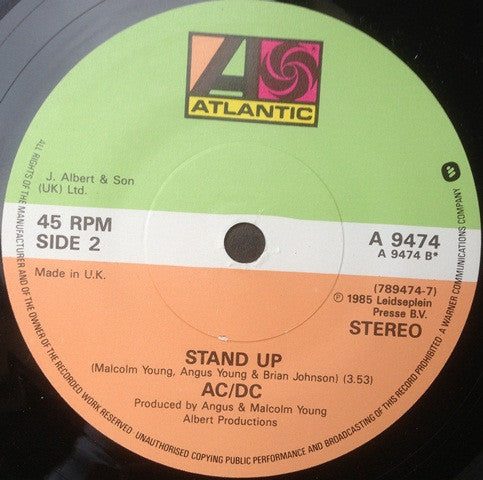 ATLANTIC
J. Albert & Son
(UK) Ltd.
45 RPM
SIDE 2
Made in U.K.
A 9474
A 9474 B*
(789474-7)
℗ 1985 Leidseplein
Presse B.V.
STEREO
STAND UP
(Malcolm Young, Angus Young & Brian Johnson) (3.53)
AC/DC
Produced by Angus & Malcolm Young
Albert Productions
ALL RIGHTS OF THE MANUFACTURER AND OF THE OWNER OF THE RECORDED WORK RESERVED. UNAUTHORISED COPYING PUBLIC PERFORMANCE AND BROADCASTING OF THIS RECORD PROHIBITED. A WARNER COMMUNICATIONS COMPANY